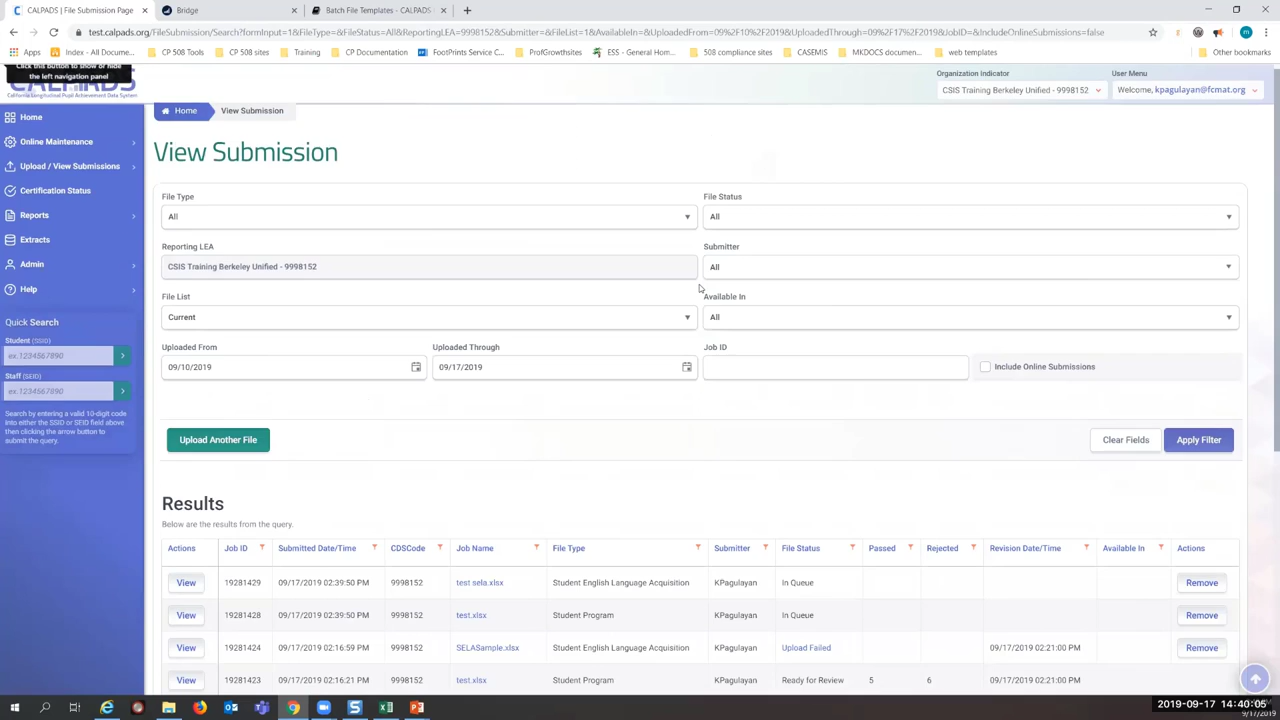 CALPADS | File Submission Page
Bridge
Batch File Templates - CALPADS
test.calpads.org/FileSubmission/Search?formInput=1&FileType=&FileStatus=All&ReportingLEA=9998152&Submitter=&FileList=1&AvailableIn=&UploadedFrom=09%2F10%2F2019&UploadedThrough=09%2F17%2F2019&JobID=&IncludeOnlineSubmissions=false
Apps
Index - All Docume...
CP 508 Tools
CP 508 sites
Training
CP Documentation
FootPrints Service C...
ProfGrowthsites
ESS - General Hom...
508 compliance sites
CASEMIS
MKDOCS documen...
web templates
Other bookmarks
Click this button to show or hide
the left navigation panel
CALPADS
California Longitudinal Pupil Achievement Data System
Organization Indicator
CSIS Training Berkeley Unified - 9998152
User Menu
Welcome, kpagulayan@fcmat.org
Home
Online Maintenance
Upload / View Submissions
Certification Status
Reports
Extracts
Admin
Help
Quick Search
Student (SSID)
ex.1234567890
Staff (SEID)
ex.1234567890
Search by entering a valid 10-digit code
into either the SSID or SEID field above
then clicking the arrow button to
submit the query.
Home
View Submission
View Submission
File Type
All
File Status
All
Reporting LEA
CSIS Training Berkeley Unified - 9998152
Submitter
All
File List
Current
Available In
All
Uploaded From
09/10/2019
Uploaded Through
09/17/2019
Job ID
Include Online Submissions
Upload Another File
Clear Fields
Apply Filter
Results
Below are the results from the query.
Actions Job ID Submitted Date/Time CDSCode Job Name File Type Submitter File Status Passed Rejected Revision Date/Time Available In Actions
View 19281429 09/17/2019 02:39:50 PM 9998152 test sela.xlsx Student English Language Acquisition KPagulayan In Queue Remove
View 19281428 09/17/2019 02:39:50 PM 9998152 test.xlsx Student Program KPagulayan In Queue Remove
View 19281424 09/17/2019 02:16:59 PM 9998152 SELASample.xlsx Student English Language Acquisition KPagulayan Upload Failed 09/17/2019 02:21:00 PM Remove
View 19281423 09/17/2019 02:16:21 PM 9998152 test.xlsx Student Program KPagulayan Ready for Review 5 6 09/17/2019 02:21:00 PM Remove
2019-09-17 14:40:05
9/17/2019